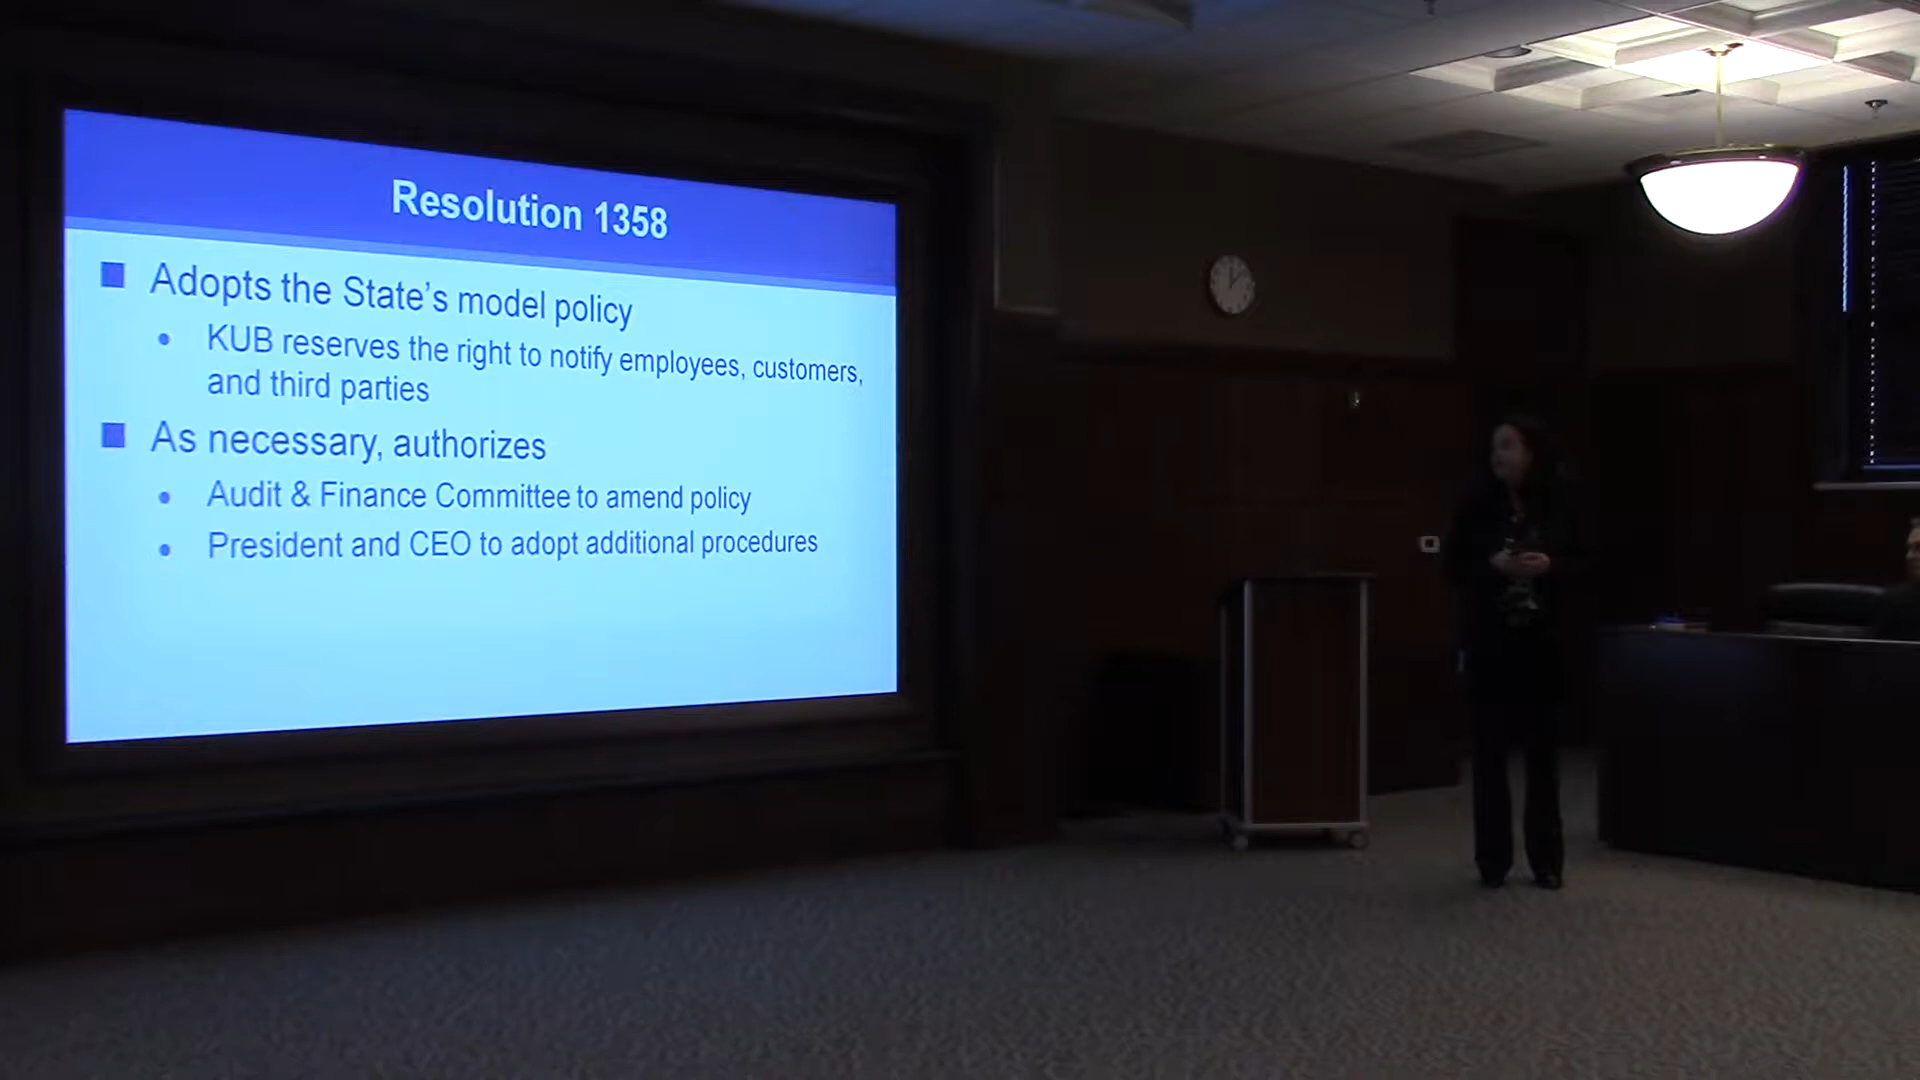 Resolution 1358
Adopts the State's model policy
KUB reserves the right to notify employees, customers,
and third parties
As necessary, authorizes
Audit & Finance Committee to amend policy
President and CEO to adopt additional procedures